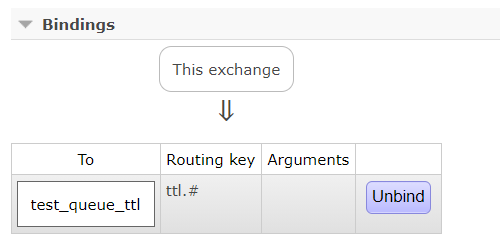 Bindings
This exchange
⇓
To Routing key Arguments
test_queue_ttl ttl.# Unbind